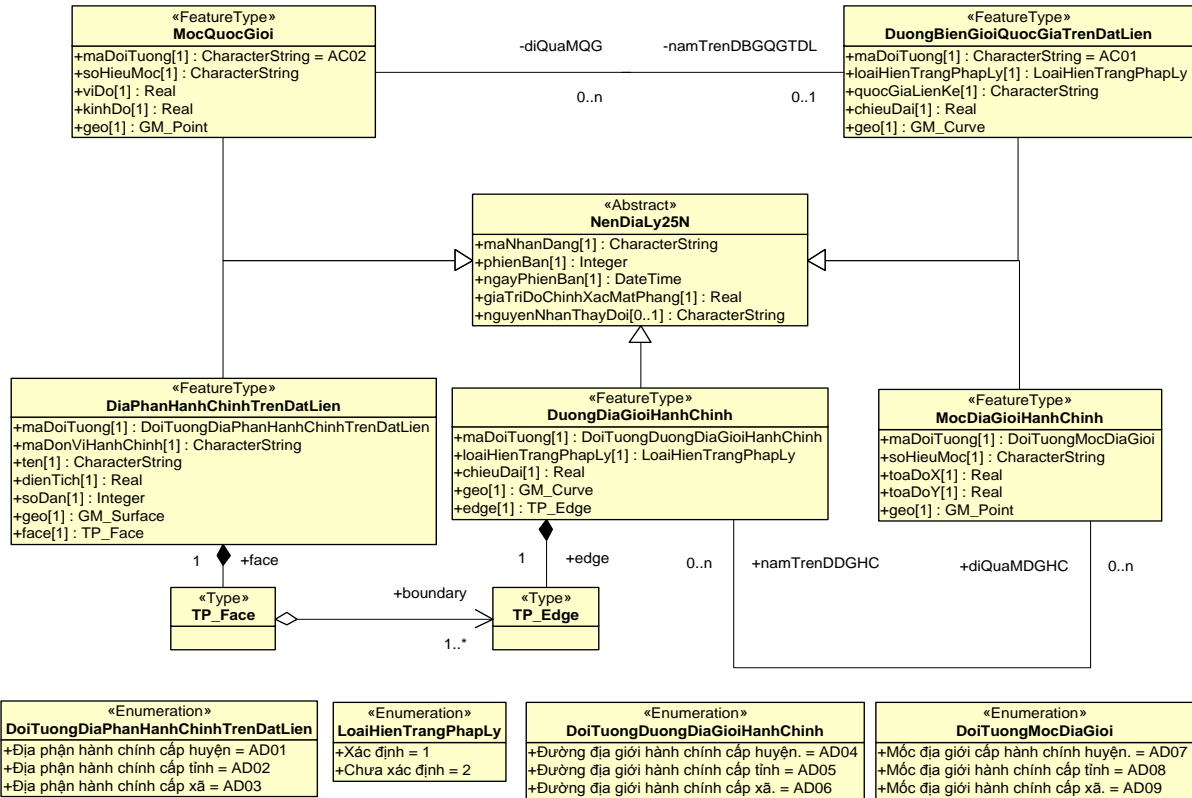 «FeatureType»
MocQuocGioi
+maDoiTuong[1] : CharacterString = AC02
+soHieuMoc[1] : CharacterString
+viDo[1] : Real
+kinhDo[1] : Real
+geo[1] : GM_Point
-diQuaMQG
-namTrenDBGQGTDL
0..n
0..1
«FeatureType»
DuongBienGioiQuocGiaTrenDatLien
+maDoiTuong[1] : CharacterString = AC01
+loaiHienTrangPhapLy[1] : LoaiHienTrangPhapLy
+quocGiaLienKe[1] : CharacterString
+chieuDai[1] : Real
+geo[1] : GM_Curve
«Abstract»
NenDiaLy25N
+maNhanDang[1] : CharacterString
+phienBan[1] : Integer
+ngayPhienBan[1] : DateTime
+giaTriDoChinhXacMatPhang[1] : Real
+nguyenNhanThayDoi[0..1] : CharacterString
«FeatureType»
DiaPhanHanhChinhTrenDatLien
+maDoiTuong[1] : DoiTuongDiaPhanHanhChinhTrenDatLien
+maDonViHanhChinh[1] : CharacterString
+ten[1] : CharacterString
+dienTich[1] : Real
+soDan[1] : Integer
+geo[1] : GM_Surface
+face[1] : TP_Face
«FeatureType»
DuongDiaGioiHanhChinh
+maDoiTuong[1] : DoiTuongDuongDiaGioiHanhChinh
+loaiHienTrangPhapLy[1] : LoaiHienTrangPhapLy
+chieuDai[1] : Real
+geo[1] : GM_Curve
+edge[1] : TP_Edge
«FeatureType»
MocDiaGioiHanhChinh
+maDoiTuong[1] : DoiTuongMocDiaGioi
+soHieuMoc[1] : CharacterString
+toaDoX[1] : Real
+toaDoY[1] : Real
+geo[1] : GM_Point
1
+face
1
+edge
0..n
+namTrenDDGHC
+diQuaMDGHC
0..n
«Type»
TP_Face
+boundary
1..*
«Type»
TP_Edge
«Enumeration»
DoiTuongDiaPhanHanhChinhTrenDatLien
+Địa phận hành chính cấp huyện = AD01
+Địa phận hành chính cấp tỉnh = AD02
+Địa phận hành chính cấp xã = AD03
«Enumeration»
LoaiHienTrangPhapLy
+Xác định = 1
+Chưa xác định = 2
«Enumeration»
DoiTuongDuongDiaGioiHanhChinh
+Đường địa giới hành chính cấp huyện. = AD04
+Đường địa giới hành chính cấp tỉnh = AD05
+Đường địa giới hành chính cấp xã. = AD06
«Enumeration»
DoiTuongMocDiaGioi
+Mốc địa giới cấp hành chính huyện. = AD07
+Mốc địa giới hành chính cấp tỉnh = AD08
+Mốc địa giới hành chính cấp xã. = AD09